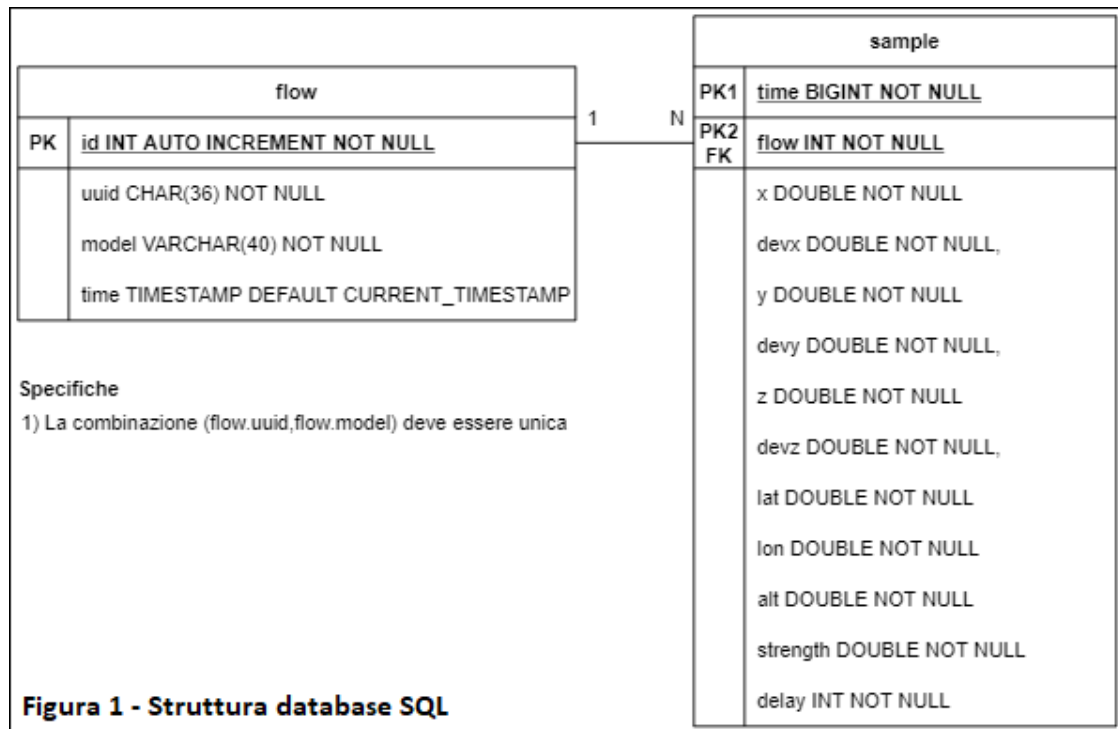 flow
PK id INT AUTO INCREMENT NOT NULL
uuid CHAR(36) NOT NULL
model VARCHAR(40) NOT NULL
time TIMESTAMP DEFAULT CURRENT_TIMESTAMP
1 N
sample
PK1 time BIGINT NOT NULL
PK2 FK flow INT NOT NULL
x DOUBLE NOT NULL
devx DOUBLE NOT NULL,
y DOUBLE NOT NULL
devy DOUBLE NOT NULL,
z DOUBLE NOT NULL
devz DOUBLE NOT NULL,
lat DOUBLE NOT NULL
lon DOUBLE NOT NULL
alt DOUBLE NOT NULL
strength DOUBLE NOT NULL
delay INT NOT NULL
Specifiche
1) La combinazione (flow.uuid,flow.model) deve essere unica
Figura 1 - Struttura database SQL